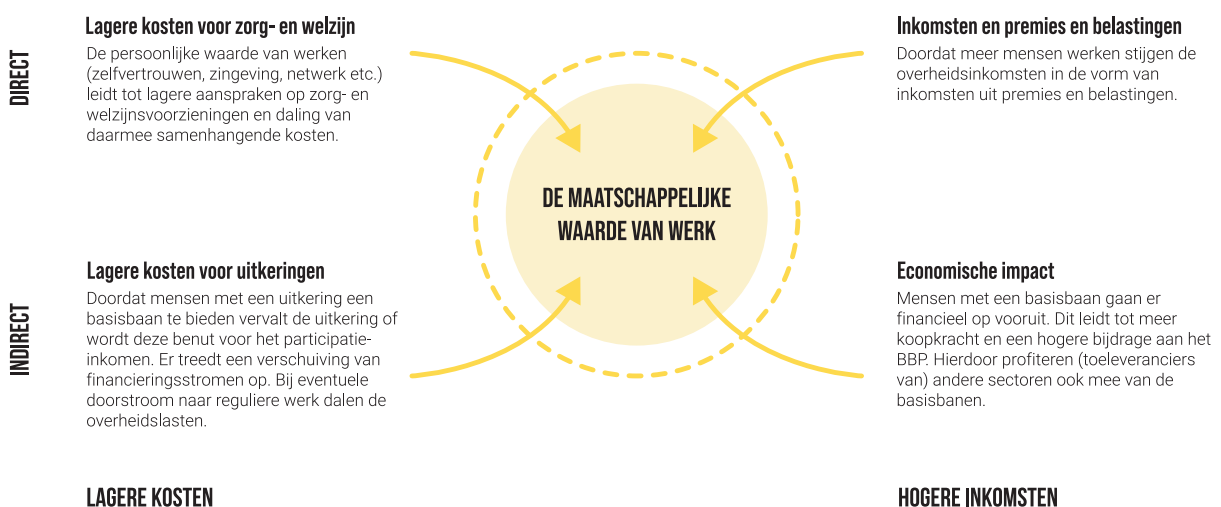 DIRECT
Lagere kosten voor zorg- en welzijn
De persoonlijke waarde van werken
(zelfvertrouwen, zingeving, netwerk etc.)
leidt tot lagere aanspraken op zorg- en
welzijnsvoorzieningen en daling van
daarmee samenhangende kosten.
Inkomsten en premies en belastingen
Doordat meer mensen werken stijgen de
overheidsinkomsten in de vorm van
inkomsten uit premies en belastingen.
DE MAATSCHAPPELIJKE
WAARDE VAN WERK
INDIRECT
Lagere kosten voor uitkeringen
Doordat mensen met een uitkering een
basisbaan te bieden vervalt de uitkering of
wordt deze benut voor het participatie-
inkomen. Er treedt een verschuiving van
financieringsstromen op. Bij eventuele
doorstroom naar reguliere werk dalen de
overheidslasten.
Economische impact
Mensen met een basisbaan gaan er
financieel op vooruit. Dit leidt tot meer
koopkracht en een hogere bijdrage aan het
BBP. Hierdoor profiteren (toeleveranciers
van) andere sectoren ook mee van de
basisbanen.
LAGERE KOSTEN
HOGERE INKOMSTEN